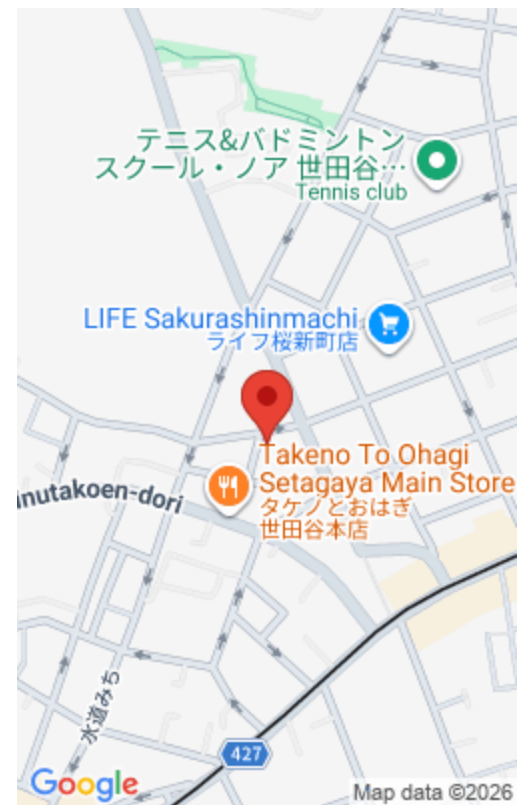 テニス&バドミントン
スクール・ノア 世田谷…
Tennis club
LIFE Sakurashinmachi
ライフ桜新町店
Takeno To Ohagi
Setagaya Main Store
タケノとおはぎ
世田谷本店
inutakoen-dori
水道みち
427
Google
Map data ©2026